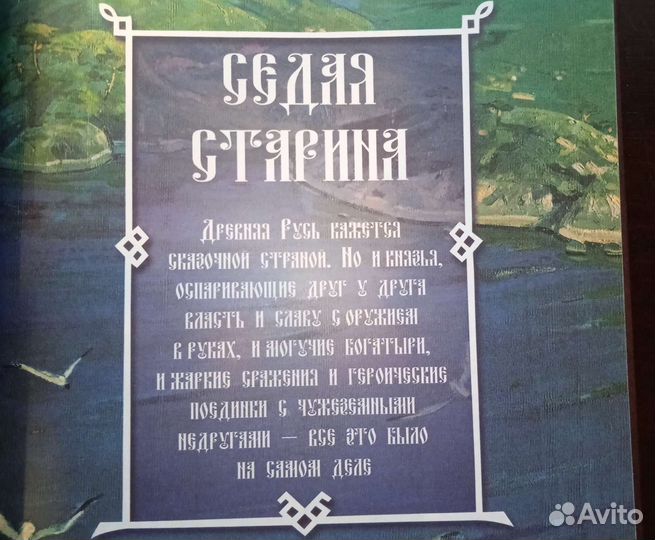 СЕДАЯ
СТАРИНА
Древняя Русь кажется
сказочной страной. Но и князья,
оспаривающие друг у друга
власть и славу с оружием
в руках, и могучие богатыри,
и жаркие сражения и героические
поединки с чужеземными
недругами — все это было
на самом деле
Avito